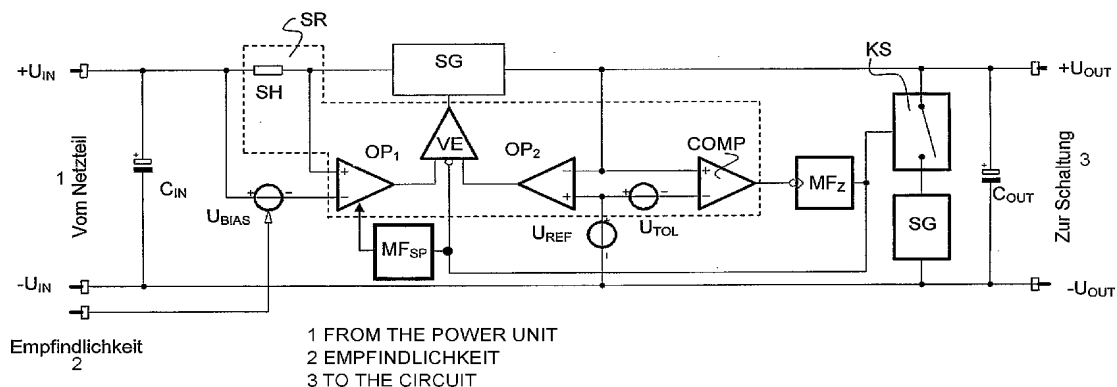 SR
KS
+U_IN
SH
SG
+U_OUT
1
Vom Netzteil
C_IN
+
-
U_BIAS
+
-
OP₁
VE
OP₂
-
+
+
-
U_TOL
U_REF
+
-
COMP
+
-
MF_Z
MF_SP
SG
C_OUT
Zur Schaltung
3
-U_IN
-U_OUT
Empfindlichkeit
2
1 FROM THE POWER UNIT
2 EMPFINDLICHKEIT
3 TO THE CIRCUIT